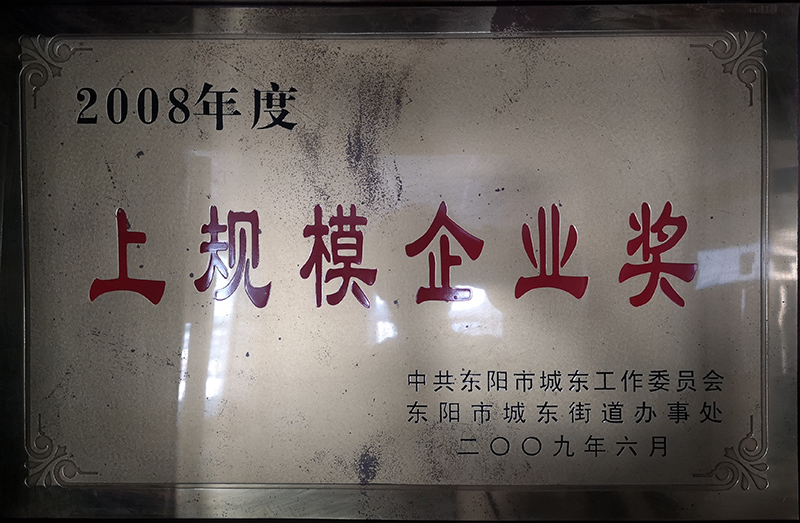 2008年度
上规模企业奖
中共东阳市城东工作委员会
东阳市城东街道办事处
二〇〇九年六月